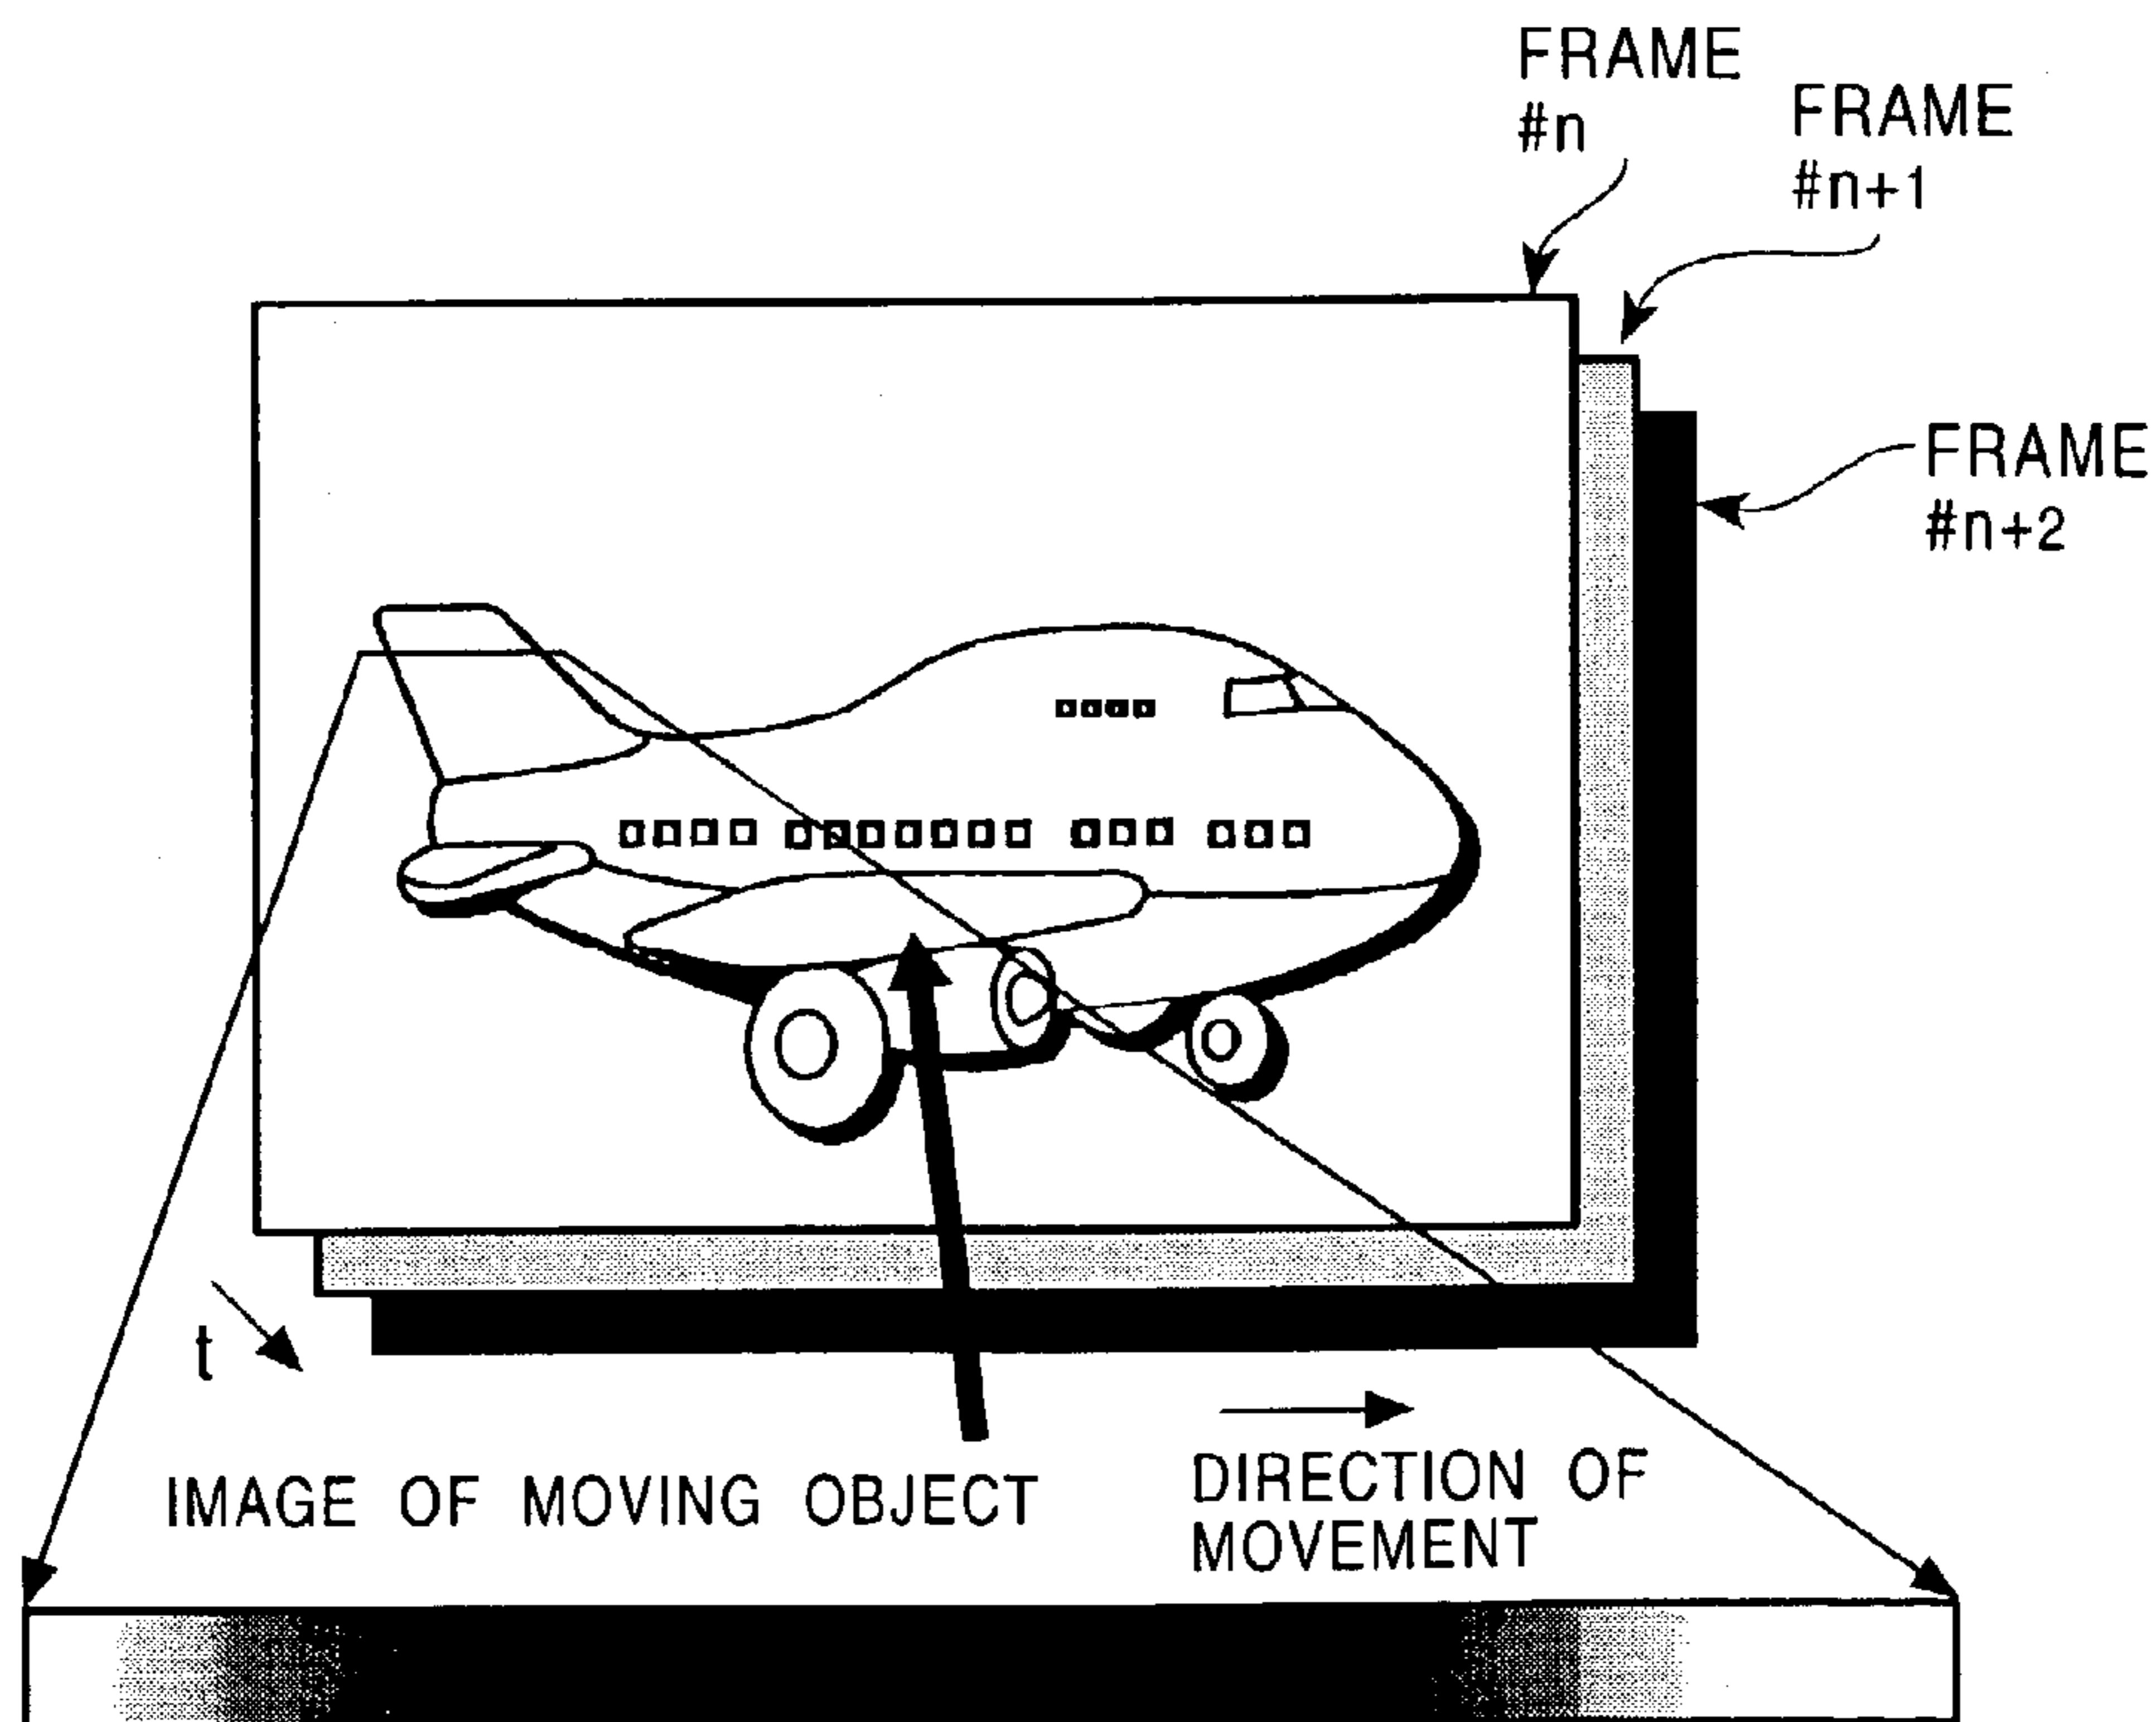 FRAME
#n
FRAME
#n+1
FRAME
#n+2
t
IMAGE OF MOVING OBJECT
DIRECTION OF
MOVEMENT